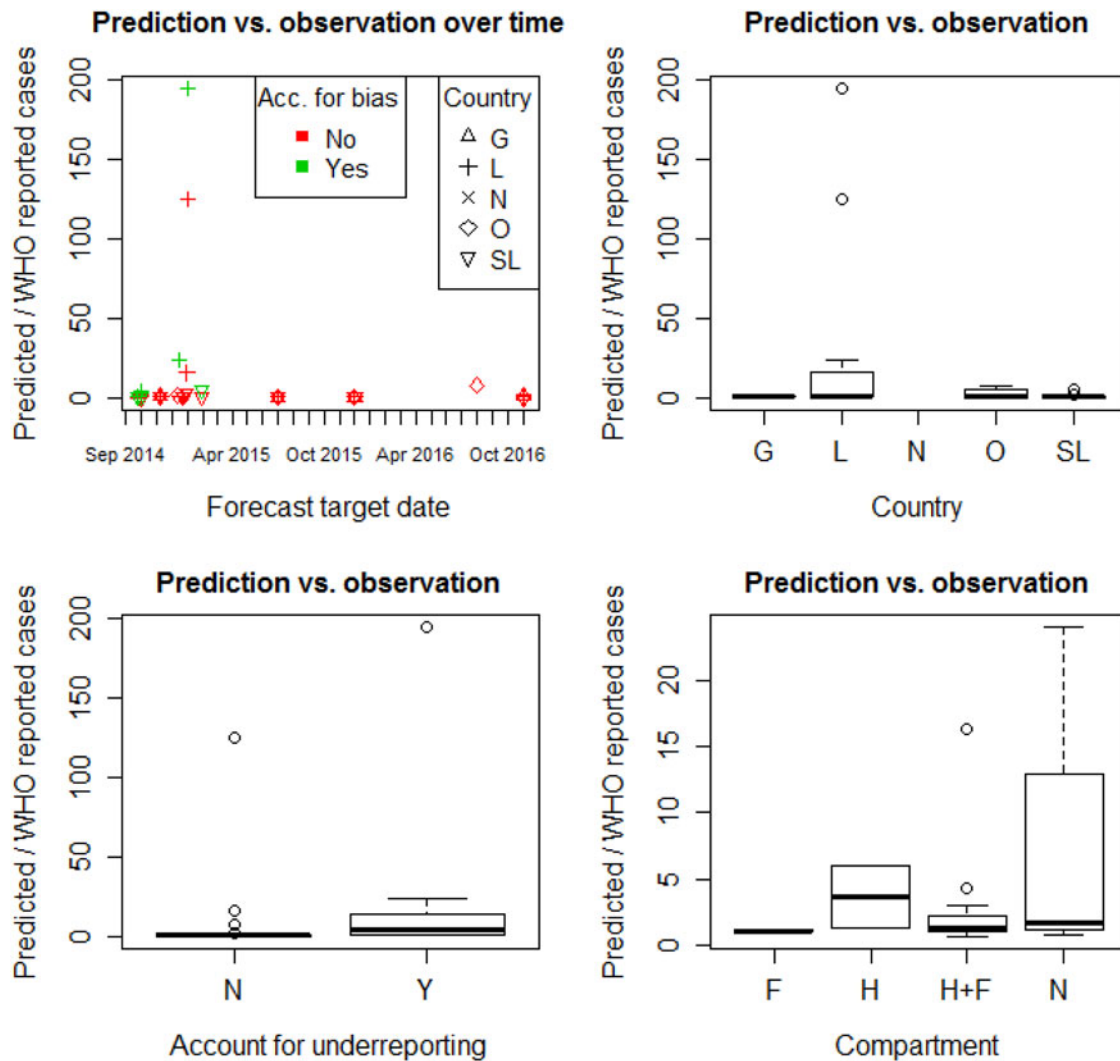 Prediction vs. observation over time
Predicted / WHO reported cases
200
150
100
50
0
Acc. for bias
No
Yes
Country
G
L
N
O
SL
Sep 2014 Apr 2015 Oct 2015 Apr 2016 Oct 2016
Forecast target date
Prediction vs. observation
Predicted / WHO reported cases
200
150
100
50
0
G L N O SL
Country
Prediction vs. observation
Predicted / WHO reported cases
200
150
100
50
0
N Y
Account for underreporting
Prediction vs. observation
Predicted / WHO reported cases
20
15
10
5
0
F H H+F N
Compartment